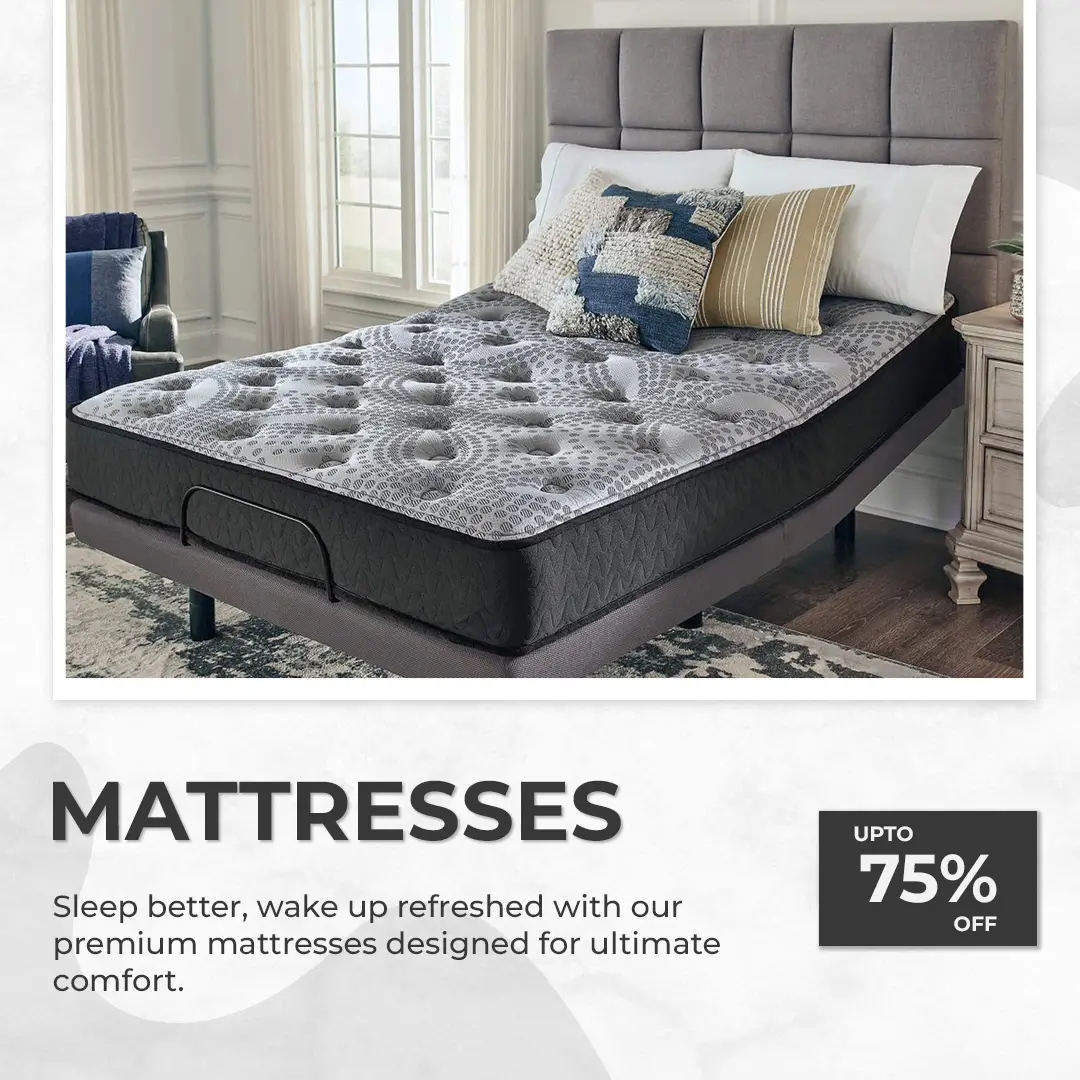 MATTRESSES
Sleep better, wake up refreshed with our
premium mattresses designed for ultimate
comfort.
UPTO
75%
OFF